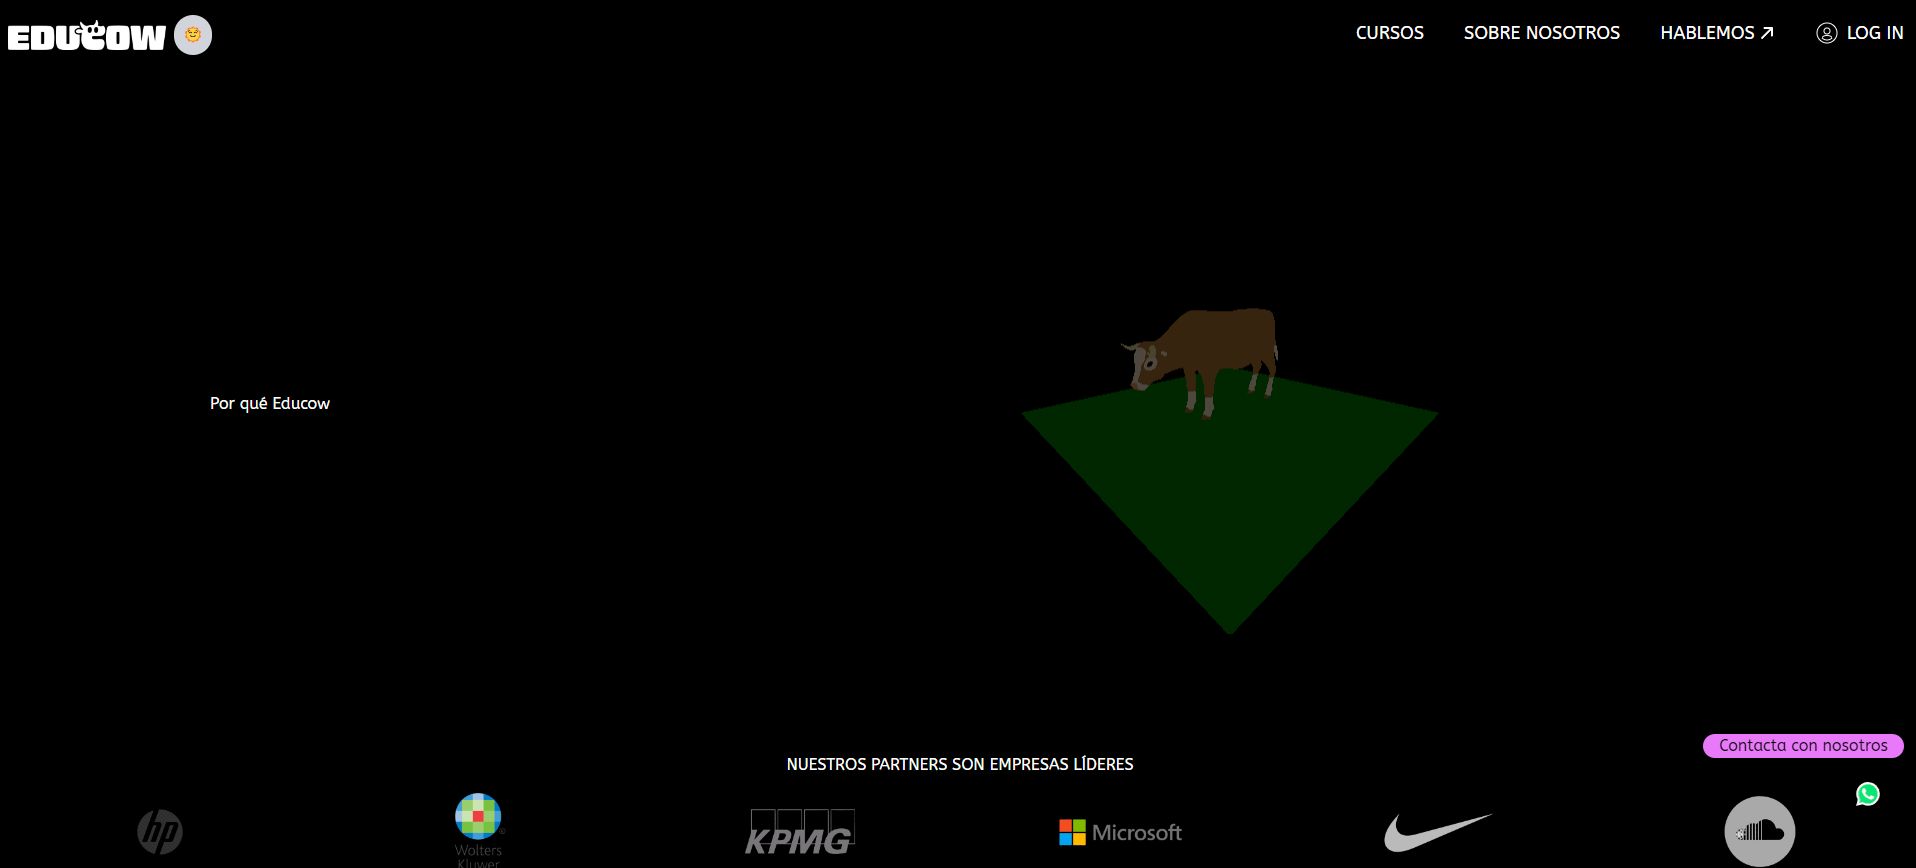 EDUCOW
CURSOS
SOBRE NOSOTROS
HABLEMOS
LOG IN
Por qué Educow
NUESTROS PARTNERS SON EMPRESAS LÍDERES
Contacta con nosotros
hp
Wolters
Kluwer
KPMG
Microsoft